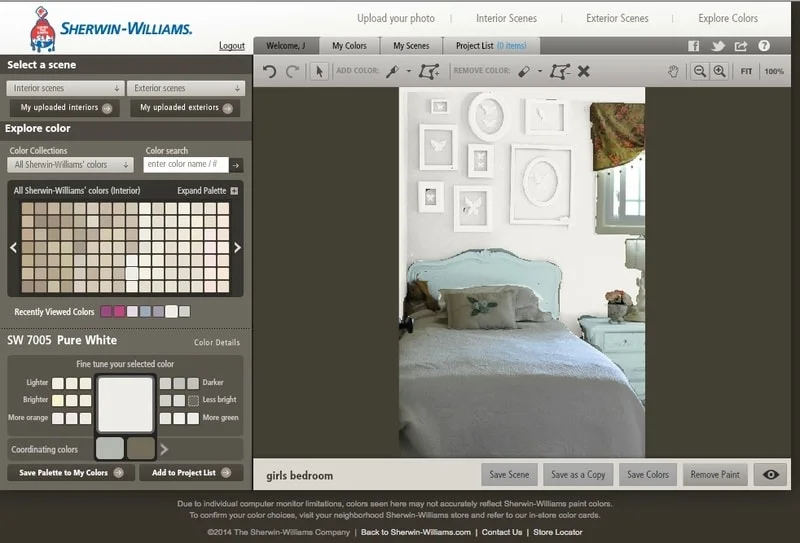 SHERWIN-WILLIAMS.
Upload your photo | Interior Scenes | Exterior Scenes | Explore Colors
Logout
Welcome, J My Colors My Scenes Project List (0 items)
Select a scene
ADD COLOR: REMOVE COLOR: FIT 100%
Interior scenes Exterior scenes
My uploaded interiors My uploaded exteriors
Explore color
Color Collections Color search
All Sherwin-Williams' colors enter color name / #
All Sherwin-Williams' colors (Interior) Expand Palette
Recently Viewed Colors
SW 7005 Pure White Color Details
Fine tune your selected color
Lighter Darker
Brighter Less bright
More orange More green
Coordinating colors
Save Palette to My Colors Add to Project List
girls bedroom Save Scene Save as a Copy Save Colors Remove Paint
Due to individual computer monitor limitations, colors seen here may not accurately reflect Sherwin-Williams paint colors.
To confirm your color choices, visit your neighborhood Sherwin-Williams store and refer to our in-store color cards.
©2014 The Sherwin-Williams Company | Back to Sherwin-Williams.com | Contact Us | Store Locator